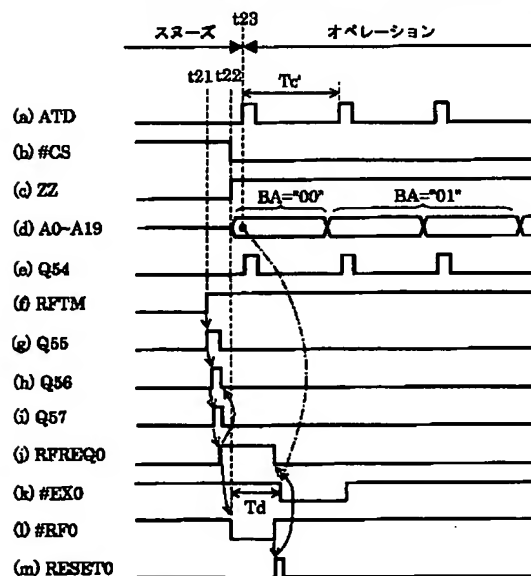 t23
スヌーズ オペレーション
t21 t22 Tc'
(a) ATD
(b) #CS
(c) ZZ
BA="00" BA="01"
(d) A0~A19
(e) Q54
(f) RFTM
(g) Q55
(h) Q56
(i) Q57
(j) RFREQ0
(k) #EX0
Td
(l) #RF0
(m) RESET0